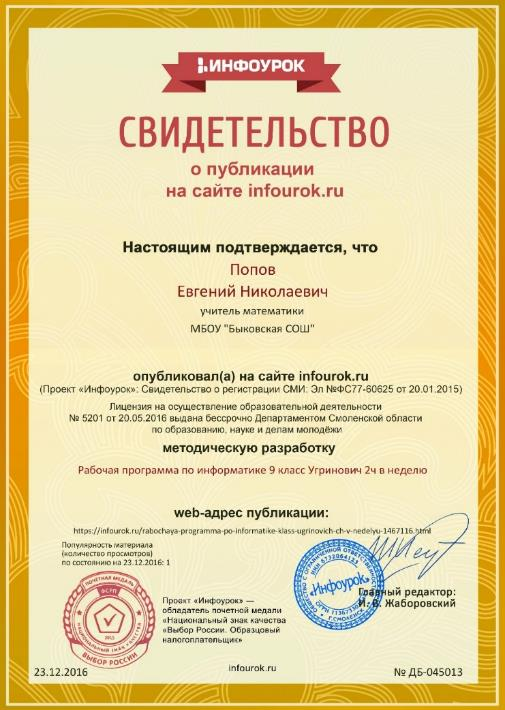 ИНФОУРОК
СВИДЕТЕЛЬСТВО
о публикации
на сайте infourok.ru
Настоящим подтверждается, что
Попов
Евгений Николаевич
учитель математики
МБОУ "Быковская СОШ"
опубликовал(а) на сайте infourok.ru
(Проект «Инфоурок»: Свидетельство о регистрации СМИ: Эл №ФС77-60625 от 20.01.2015)
Лицензия на осуществление образовательной деятельности
№ 5201 от 20.05.2016 выдана бессрочно Департаментом Смоленской области
по образованию, науке и делам молодёжи
методическую разработку
Рабочая программа по информатике 9 класс Угринович 2ч в неделю
web-адрес публикации:
https://infourok.ru/rabochaya-programma-po-informatike-klass-ugrinovich-ch-v-nedelyu-1467116.html
Популярность материала
(количество просмотров)
по состоянию на 23.12.2016: 1
ПОЧЕТНАЯ МЕДАЛЬ
НАЦИОНАЛЬНЫЙ ЗНАК КАЧЕСТВА
ВЫБОР РОССИИ
Проект «Инфоурок» —
обладатель почетной медали
«Национальный знак качества
«Выбор России. Образцовый
налогоплательщик»
«Инфоурок»
Г.СМОЛЕНСК
Главный редактор:
И. В. Жаборовский
23.12.2016
infourok.ru
№ ДБ-045013